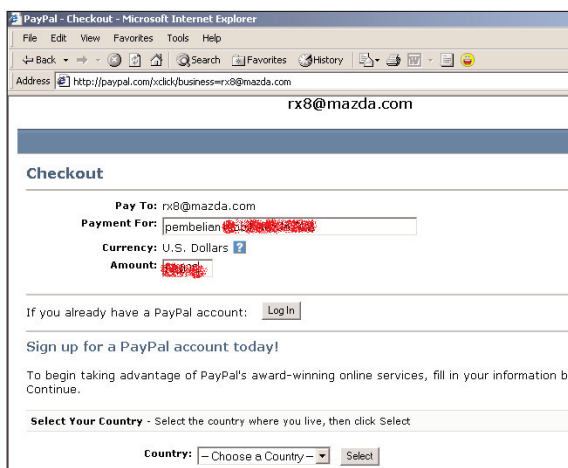 PayPal - Checkout - Microsoft Internet Explorer
File Edit View Favorites Tools Help
Back Search Favorites History
Address http://paypal.com/xclick/business=rx8@mazda.com
rx8@mazda.com
Checkout
Pay To: rx8@mazda.com
Payment For: pembelian
Currency: U.S. Dollars ?
Amount:
If you already have a PayPal account: Log In
Sign up for a PayPal account today!
To begin taking advantage of PayPal's award-winning online services, fill in your information b
Continue.
Select Your Country - Select the country where you live, then click Select
Country: -- Choose a Country -- Select